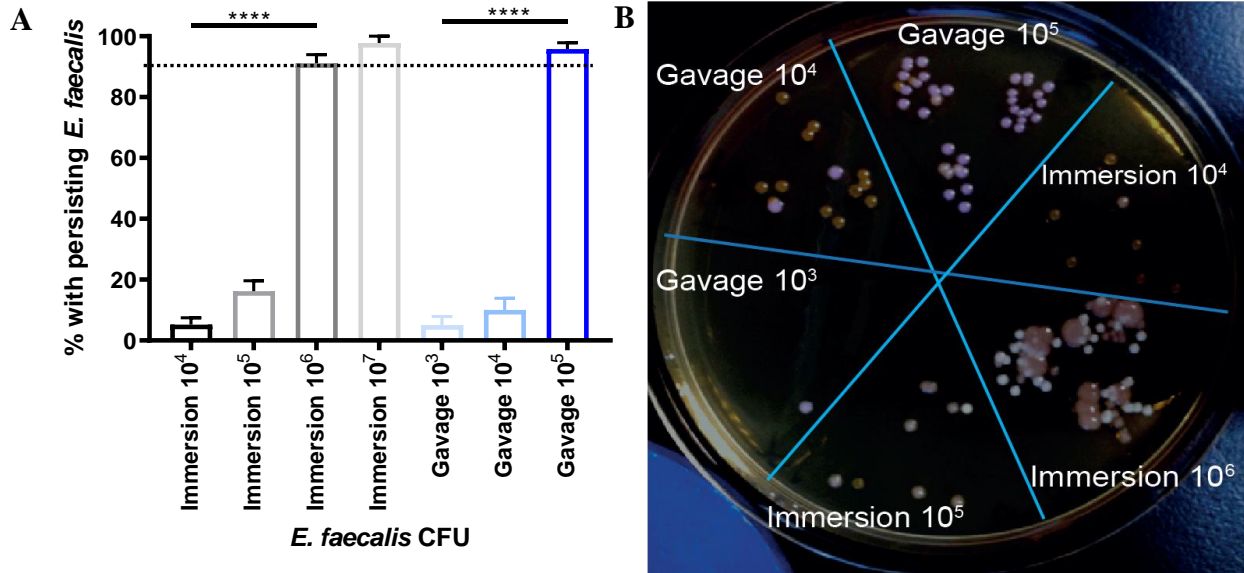 A
****
****
% with persisting E. faecalis
100
80
60
40
20
0
Immersion 10⁴
Immersion 10⁵
Immersion 10⁶
Immersion 10⁷
Gavage 10³
Gavage 10⁴
Gavage 10⁵
E. faecalis CFU
B
Gavage 10⁵
Gavage 10⁴
Immersion 10⁴
Gavage 10³
Immersion 10⁶
Immersion 10⁵